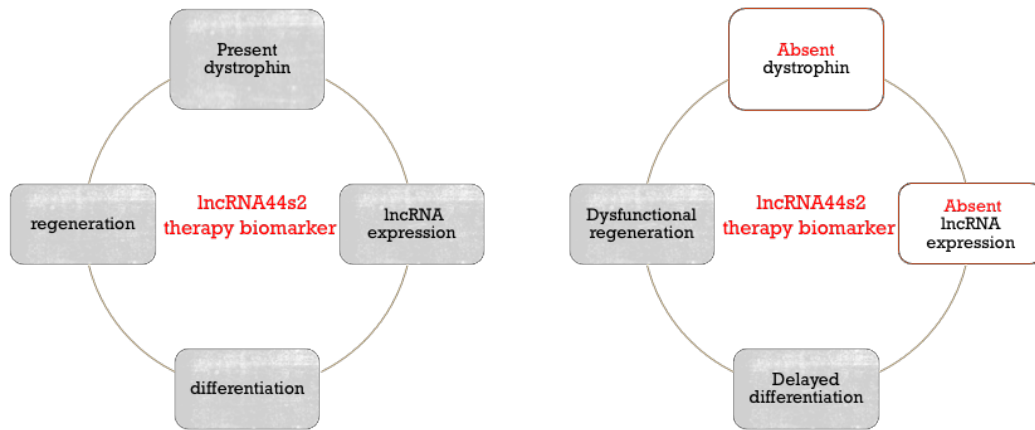 Present
dystrophin
lncRNA
expression
differentiation
regeneration
lncRNA44s2
therapy biomarker
Absent
dystrophin
Absent
lncRNA
expression
Delayed
differentiation
Dysfunctional
regeneration
lncRNA44s2
therapy biomarker